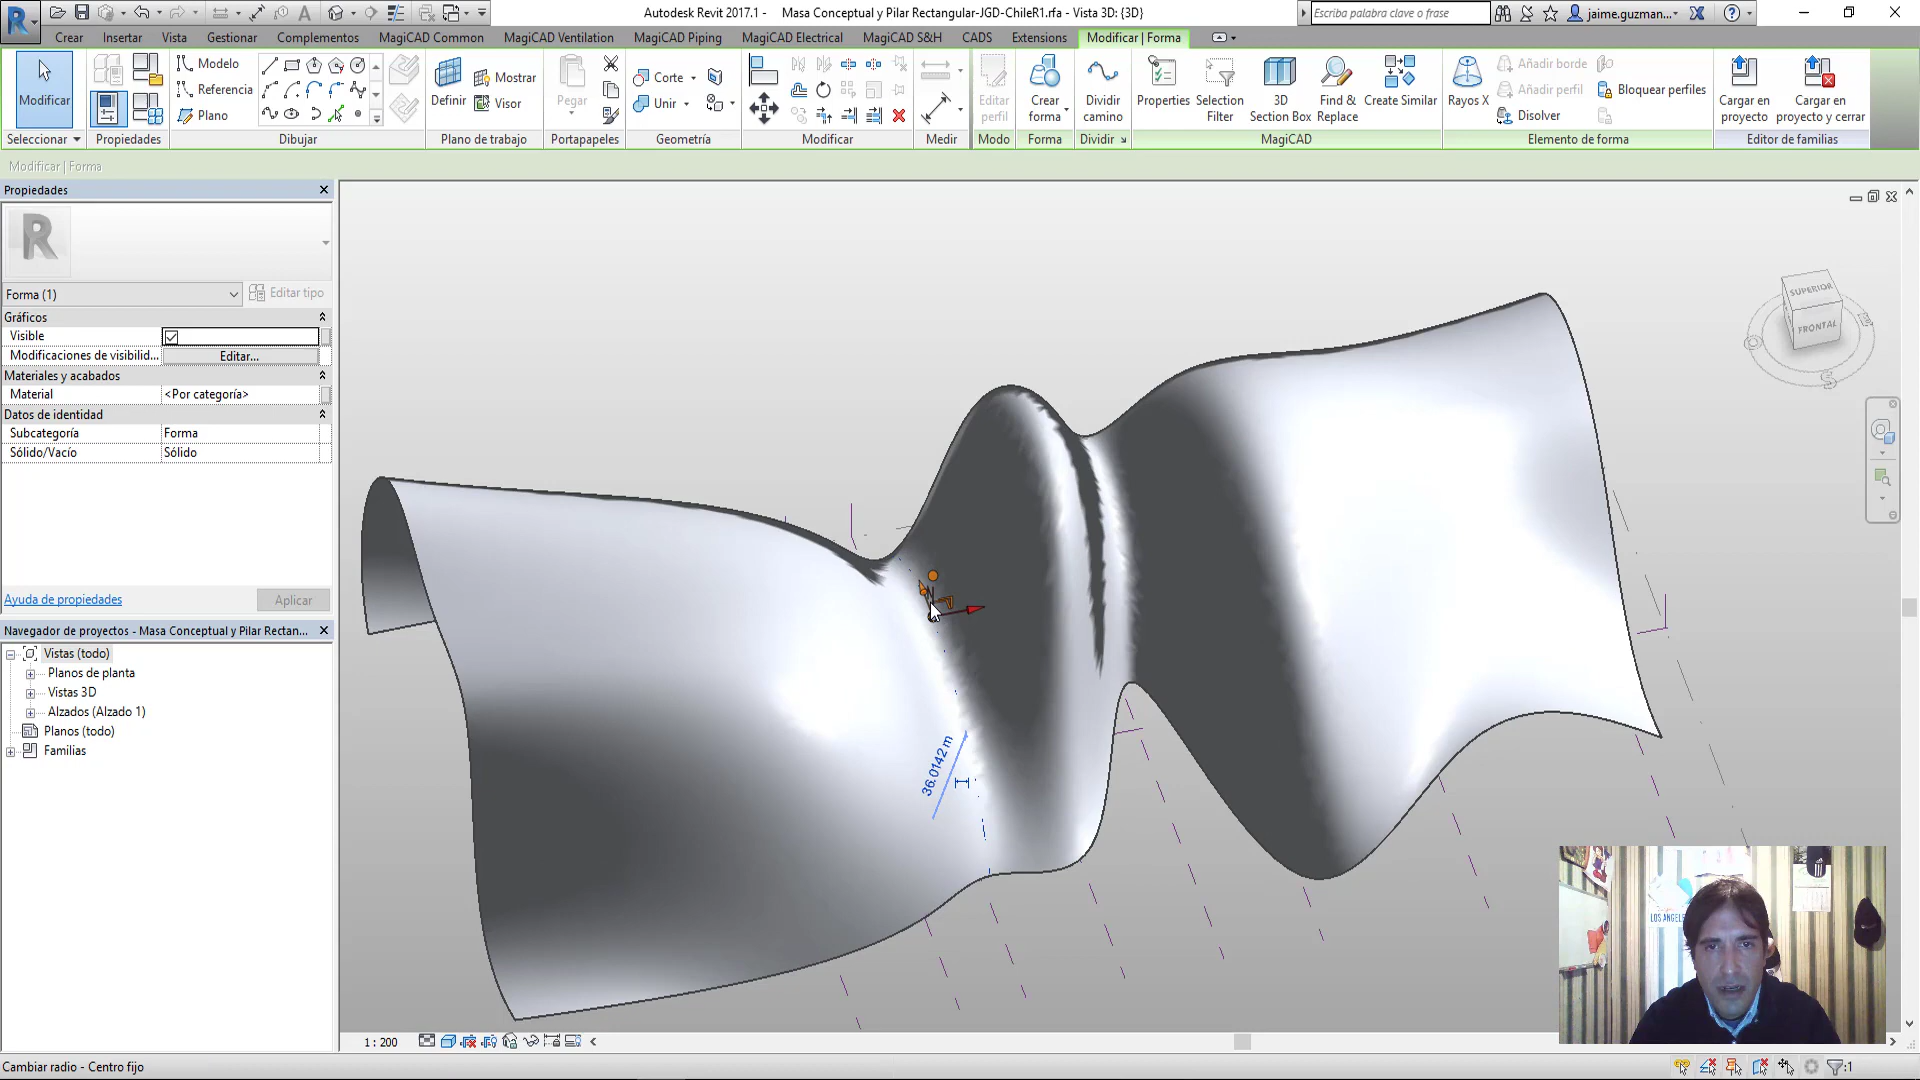 Autodesk Revit 2017.1 - Masa Conceptual y Pilar Rectangular-JGD-ChileR1.rfa - Vista 3D: {3D}
Escriba palabra clave o frase
jaime.guzman...
Crear Insertar Vista Gestionar Complementos MagiCAD Common MagiCAD Ventilation MagiCAD Piping MagiCAD Electrical MagiCAD S&H CADS Extensions Modificar | Forma
Modificar
Modelo
Referencia
Plano
Definir
Mostrar
Visor
Pegar
Corte
Unir
Editar perfil
Crear forma
Dividir camino
Properties
Selection Filter
3D Section Box
Find & Replace
Create Similar
Rayos X
Añadir borde
Añadir perfil
Disolver
Bloquear perfiles
Cargar en proyecto
Cargar en proyecto y cerrar
Seleccionar Propiedades Dibujar Plano de trabajo Portapapeles Geometría Modificar Medir Modo Forma Dividir MagiCAD Elemento de forma Editor de familias
Modificar | Forma
Propiedades
Forma (1)
Editar tipo
Gráficos
Visible
Modificaciones de visibilid... Editar...
Materiales y acabados
Material <Por categoría>
Datos de identidad
Subcategoría Forma
Sólido/Vacío Sólido
Ayuda de propiedades
Aplicar
Navegador de proyectos - Masa Conceptual y Pilar Rectan...
Vistas (todo)
Planos de planta
Vistas 3D
Alzados (Alzado 1)
Planos (todo)
Familias
SUPERIOR
FRONTAL
S
36.0142 m
LOS ANGELES
1 : 200
Cambiar radio - Centro fijo
:1